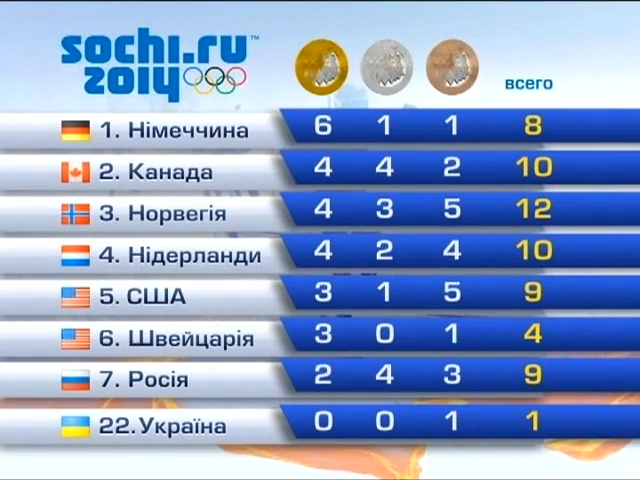 sochi.ru™
2014
всего
1. Німеччина 6 1 1 8
2. Канада 4 4 2 10
3. Норвегія 4 3 5 12
4. Нідерланди 4 2 4 10
5. США 3 1 5 9
6. Швейцарія 3 0 1 4
7. Росія 2 4 3 9
22. Україна 0 0 1 1